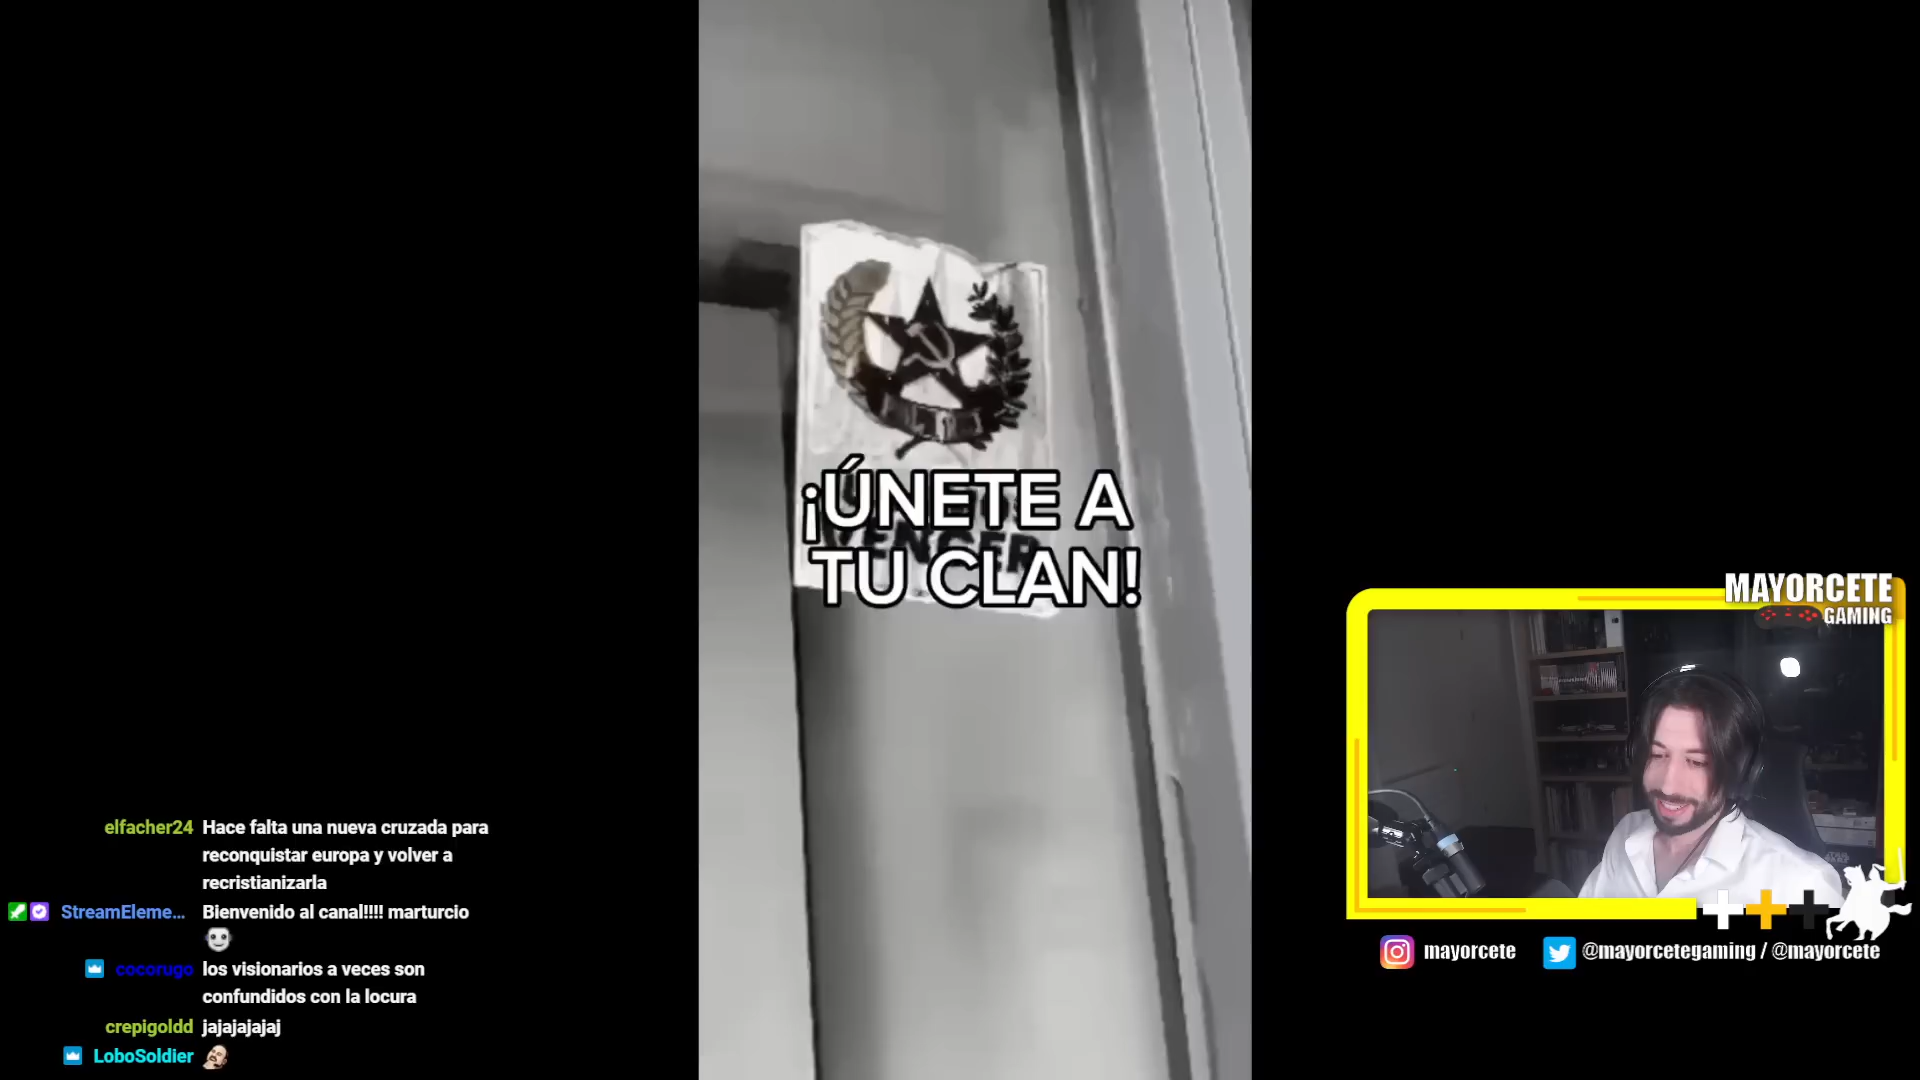 ¡ÚNETE A
TU CLAN!
VENCER
MAYORCETE
GAMING
elfacher24 Hace falta una nueva cruzada para
reconquistar europa y volver a
recristianizarla
StreamEleme... Bienvenido al canal!!!! marturcio
cocorugo los visionarios a veces son
confundidos con la locura
crepigoldd jajajajajaj
LoboSoldier
mayorcete
@mayorcetegaming / @mayorcete